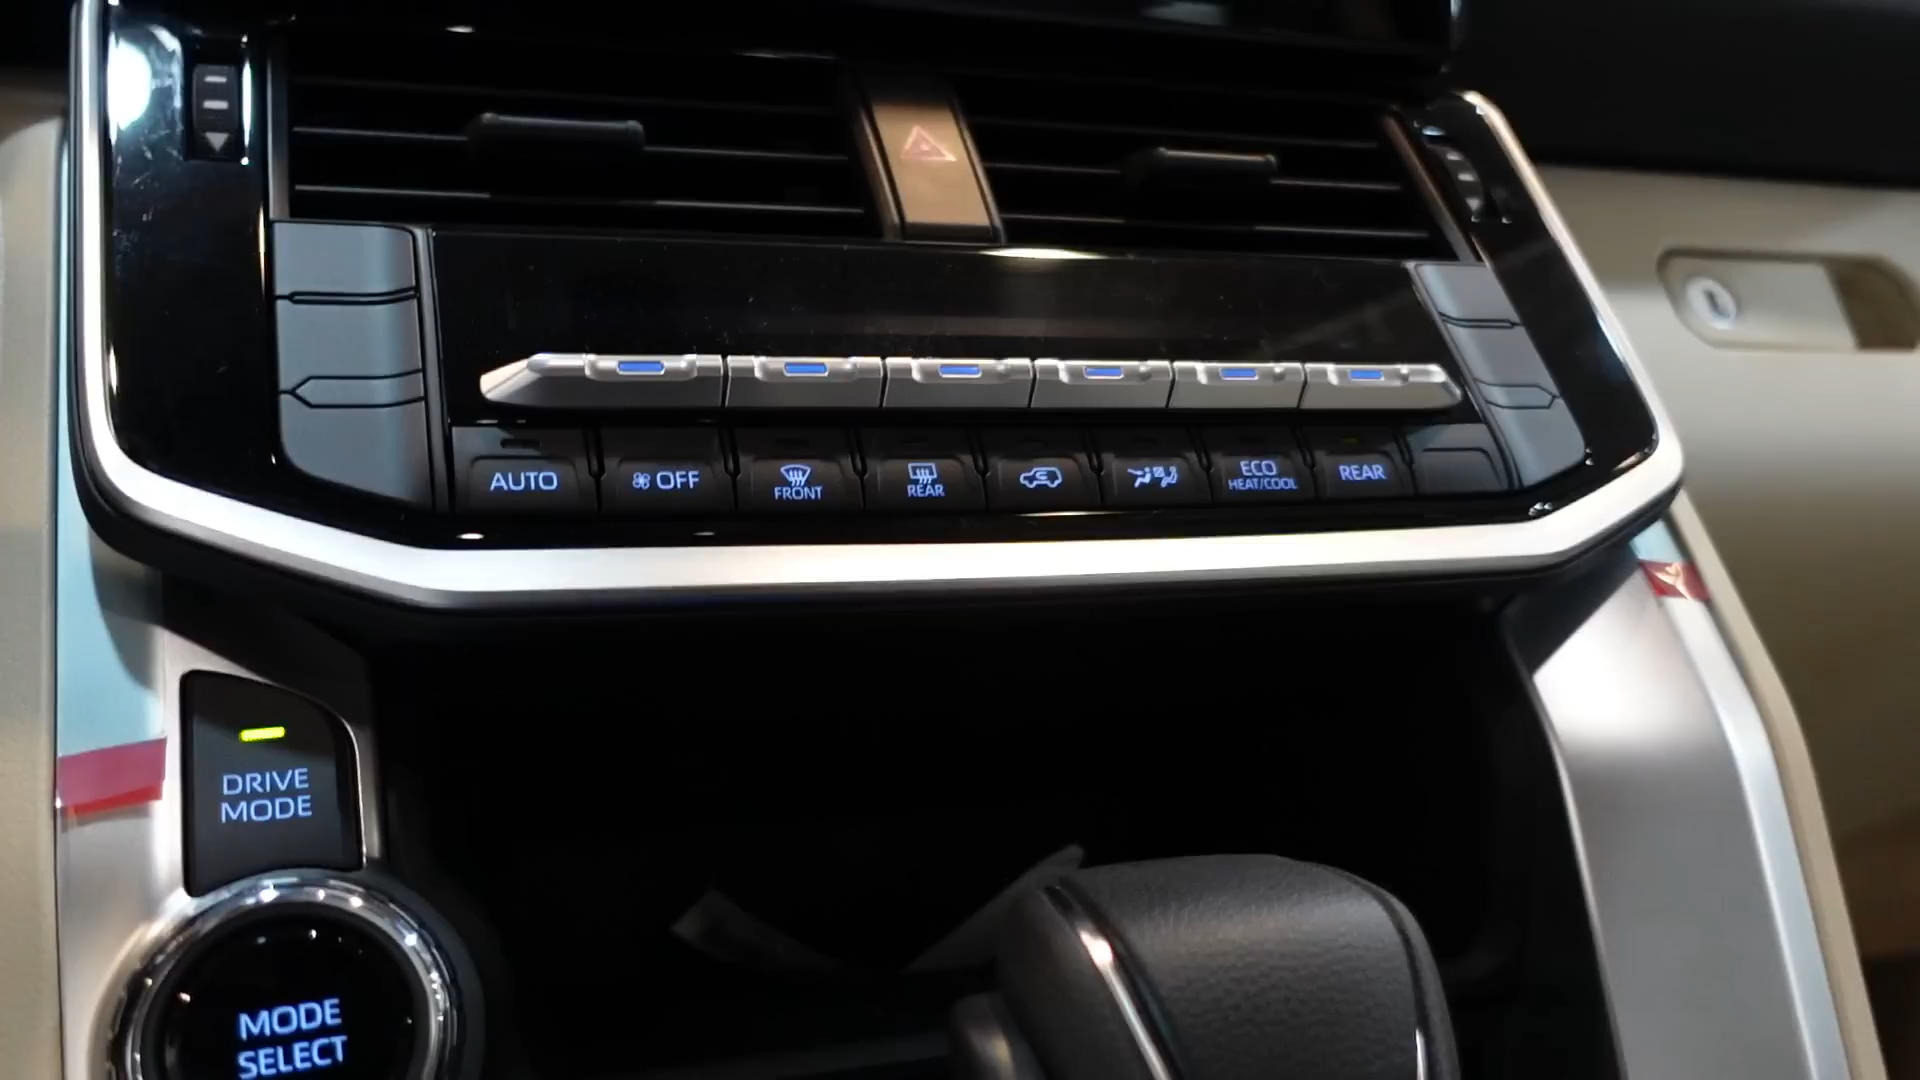 AUTO
OFF
FRONT
REAR
ECO
HEAT/COOL
REAR
DRIVE
MODE
MODE
SELECT